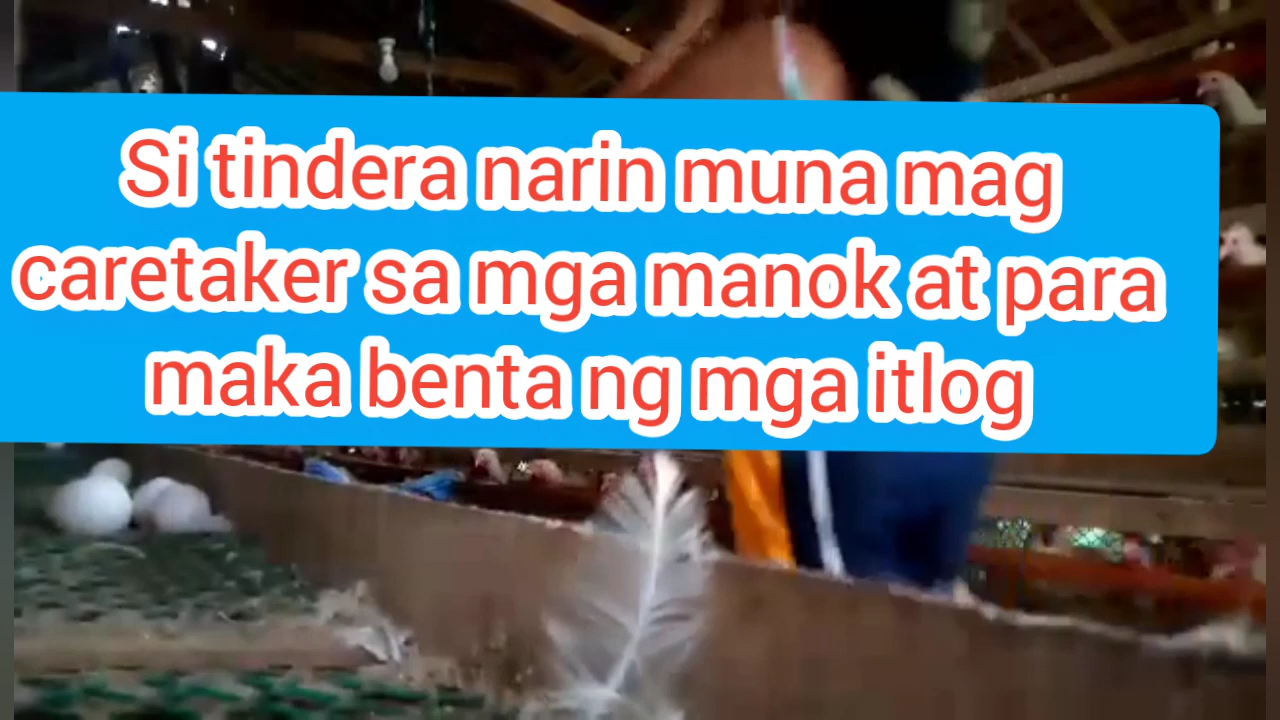 Si tindera narin muna mag
caretaker sa mga manok at para
maka benta ng mga itlog